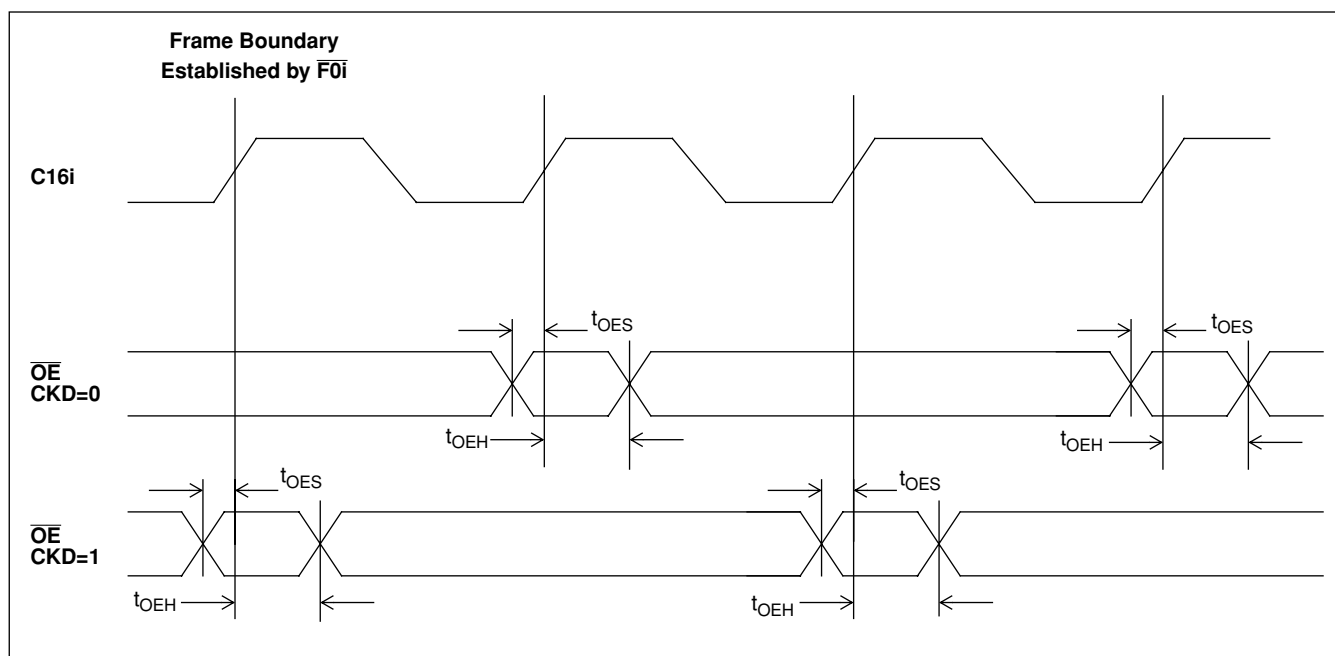 Frame Boundary
Established by F0i
C16i
tOES
tOES
OE
CKD=0
tOEH
tOEH
tOES
tOES
OE
CKD=1
tOEH
tOEH